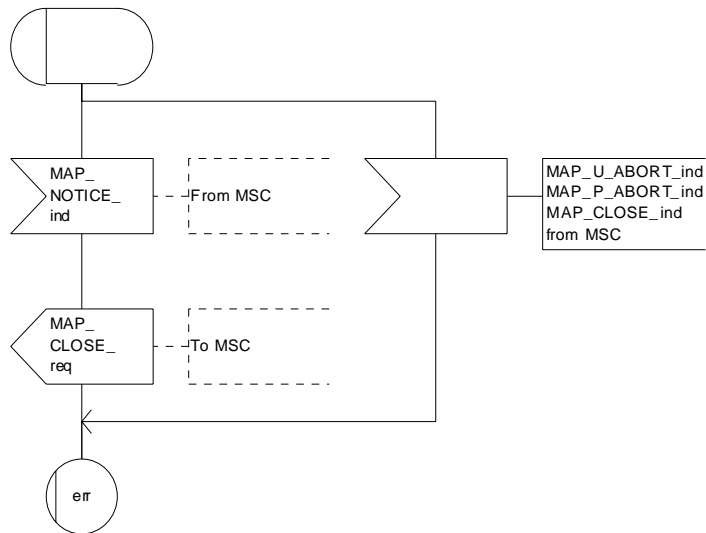 MAP_
NOTICE_
ind
From MSC
MAP_U_ABORT_ind
MAP_P_ABORT_ind
MAP_CLOSE_ind
from MSC
MAP_
CLOSE_
req
To MSC
err